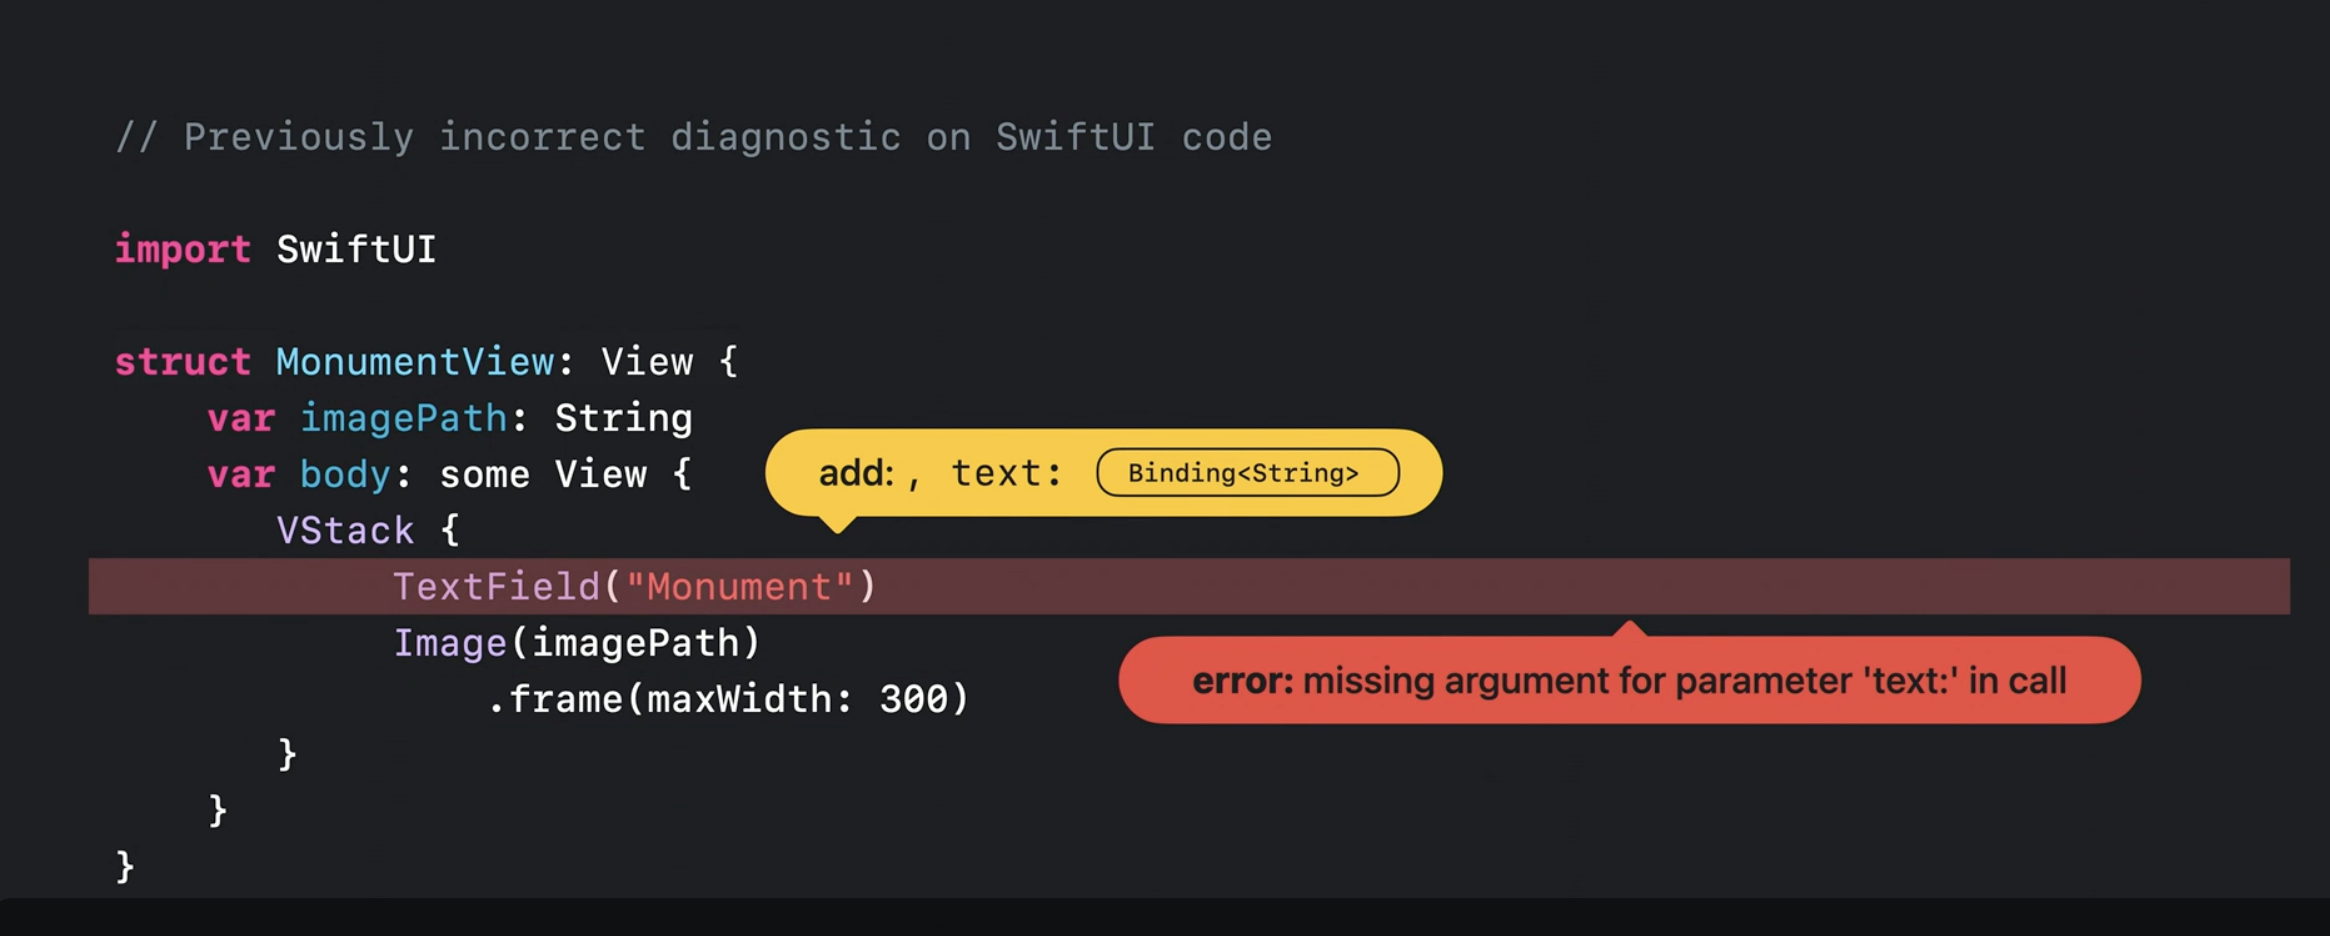 // Previously incorrect diagnostic on SwiftUI code
import SwiftUI
struct MonumentView: View {
    var imagePath: String
    var body: some View {
add: , text: Binding<String>
        VStack {
            TextField("Monument")
            Image(imagePath)
error: missing argument for parameter 'text:' in call
                .frame(maxWidth: 300)
        }
    }
}